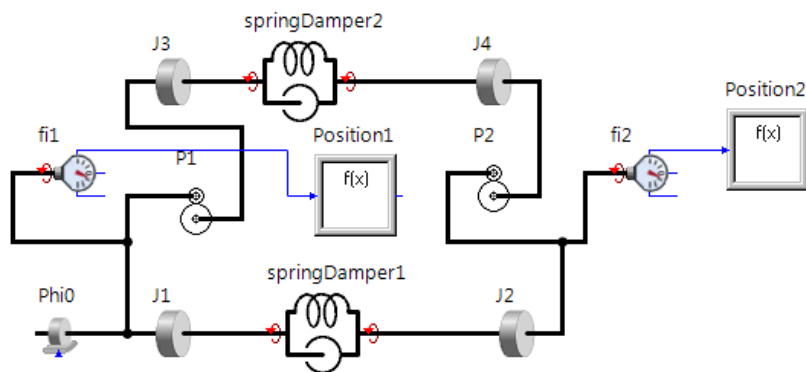 springDamper2
J3
J4
Position2
f(x)
fi1
P1
Position1
f(x)
P2
fi2
springDamper1
Phi0
J1
J2